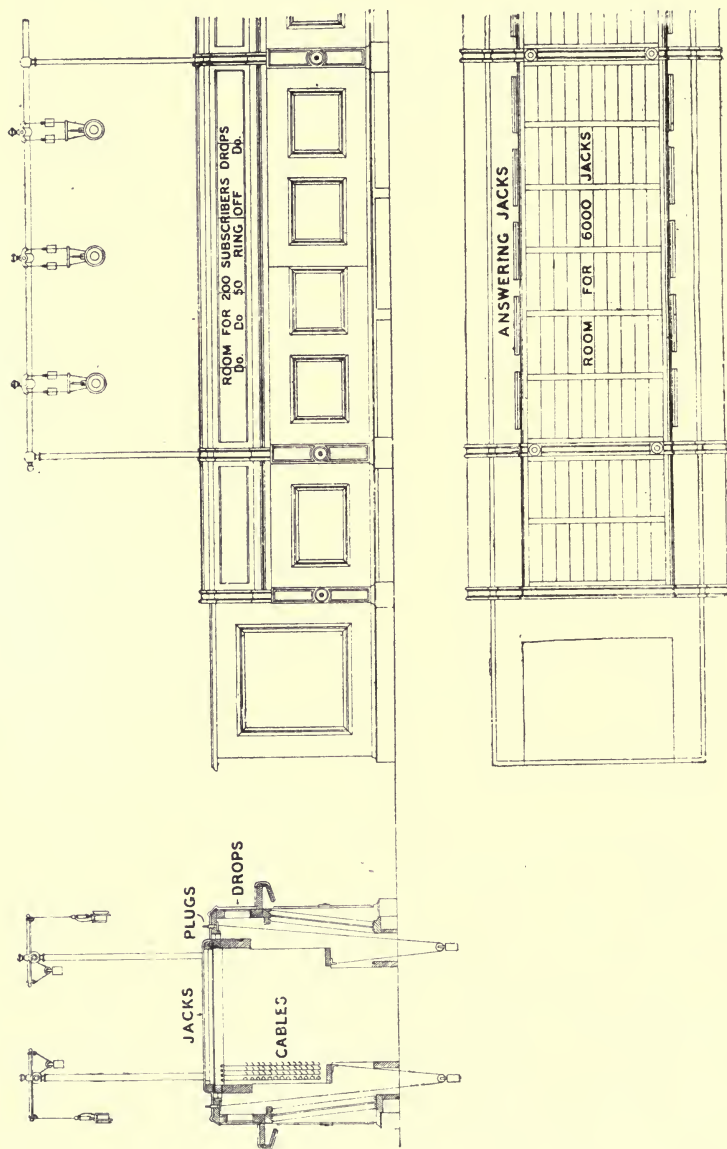 ROOM FOR 200 SUBSCRIBERS DROPS
Do. Do 50 RING OFF Do.
ANSWERING JACKS
ROOM FOR 6000 JACKS
PLUGS
DROPS
JACKS
CABLES